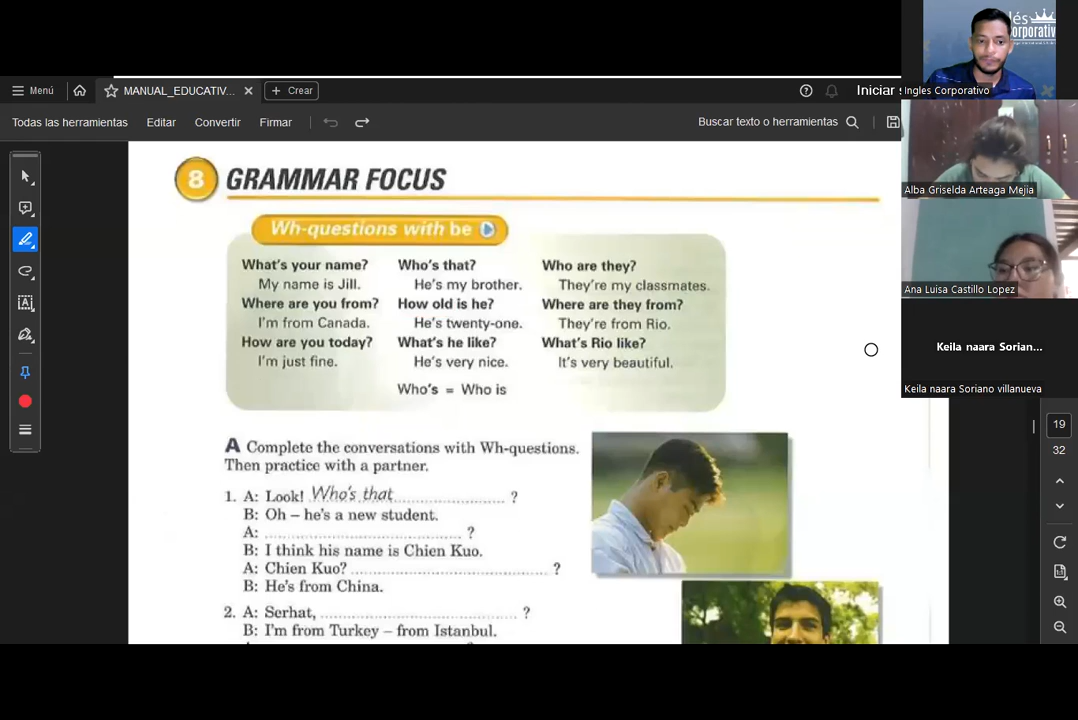 lés
Corporativo
Ingles Corporativo
Menú
MANUAL_EDUCATIV...
Crear
Iniciar s
Todas las herramientas
Editar
Convertir
Firmar
Buscar texto o herramientas
Alba Griselda Arteaga Mejia
Ana Luisa Castillo Lopez
Keila naara Sorian...
Keila naara Soriano villanueva
19
32
8 GRAMMAR FOCUS
Wh-questions with be
What's your name?
My name is Jill.
Where are you from?
I'm from Canada.
How are you today?
I'm just fine.
Who's that?
He's my brother.
How old is he?
He's twenty-one.
What's he like?
He's very nice.
Who's = Who is
Who are they?
They're my classmates.
Where are they from?
They're from Rio.
What's Rio like?
It's very beautiful.
A Complete the conversations with Wh-questions.
Then practice with a partner.
1. A: Look! Who's that ?
B: Oh – he's a new student.
A: ?
B: I think his name is Chien Kuo.
A: Chien Kuo? ?
B: He's from China.
2. A: Serhat, ?
B: I'm from Turkey – from Istanbul.